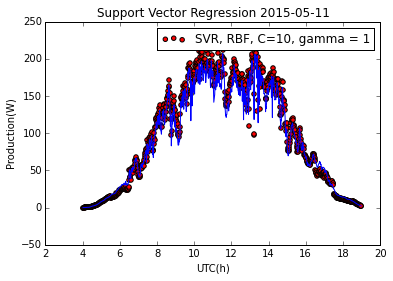 Support Vector Regression 2015-05-11
SVR, RBF, C=10, gamma = 1
250
200
150
100
50
0
−50
Production(W)
2 4 6 8 10 12 14 16 18 20
UTC(h)